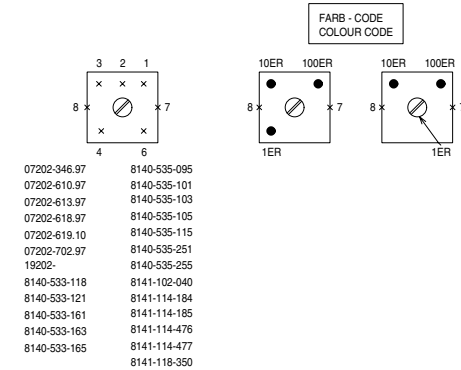 FARB - CODE
COLOUR CODE
3 2 1
8 7
4 6
10ER 100ER
8 7
1ER
10ER 100ER
8
1ER
07202-346.97 8140-535-095
07202-610.97 8140-535-101
07202-613.97 8140-535-103
07202-618.97 8140-535-105
07202-619.10 8140-535-115
07202-702.97 8140-535-251
19202- 8140-535-255
8140-533-118 8141-102-040
8140-533-121 8141-114-184
8140-533-161 8141-114-185
8140-533-163 8141-114-476
8140-533-165 8141-114-477
8141-118-350